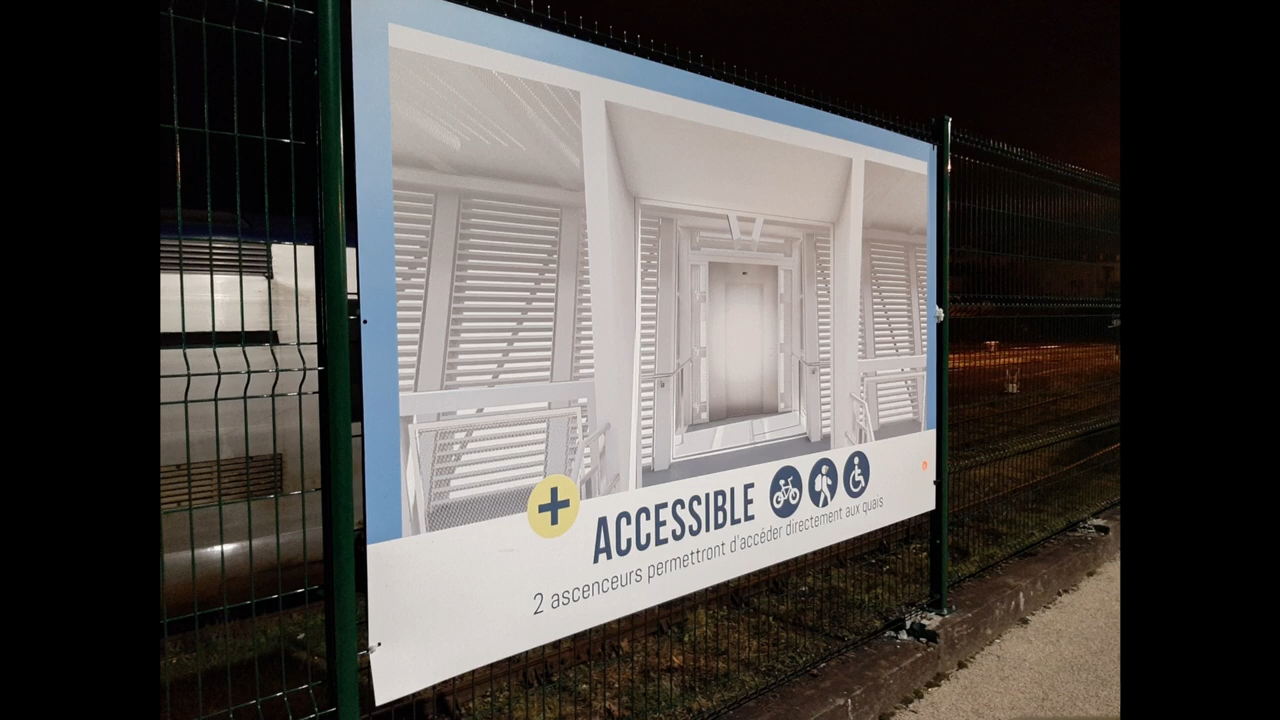 + ACCESSIBLE
2 ascenceurs permettront d'accéder directement aux quais